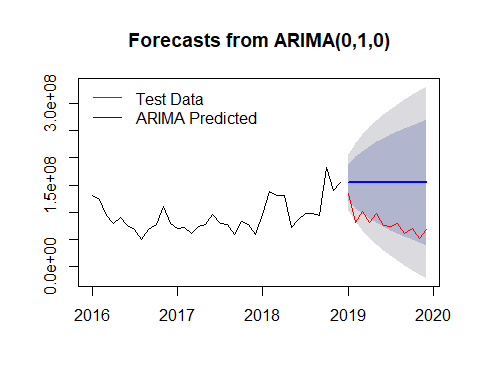 Forecasts from ARIMA(0,1,0)
Test Data
ARIMA Predicted
3.0e+08
1.5e+08
0.0e+00
2016 2017 2018 2019 2020